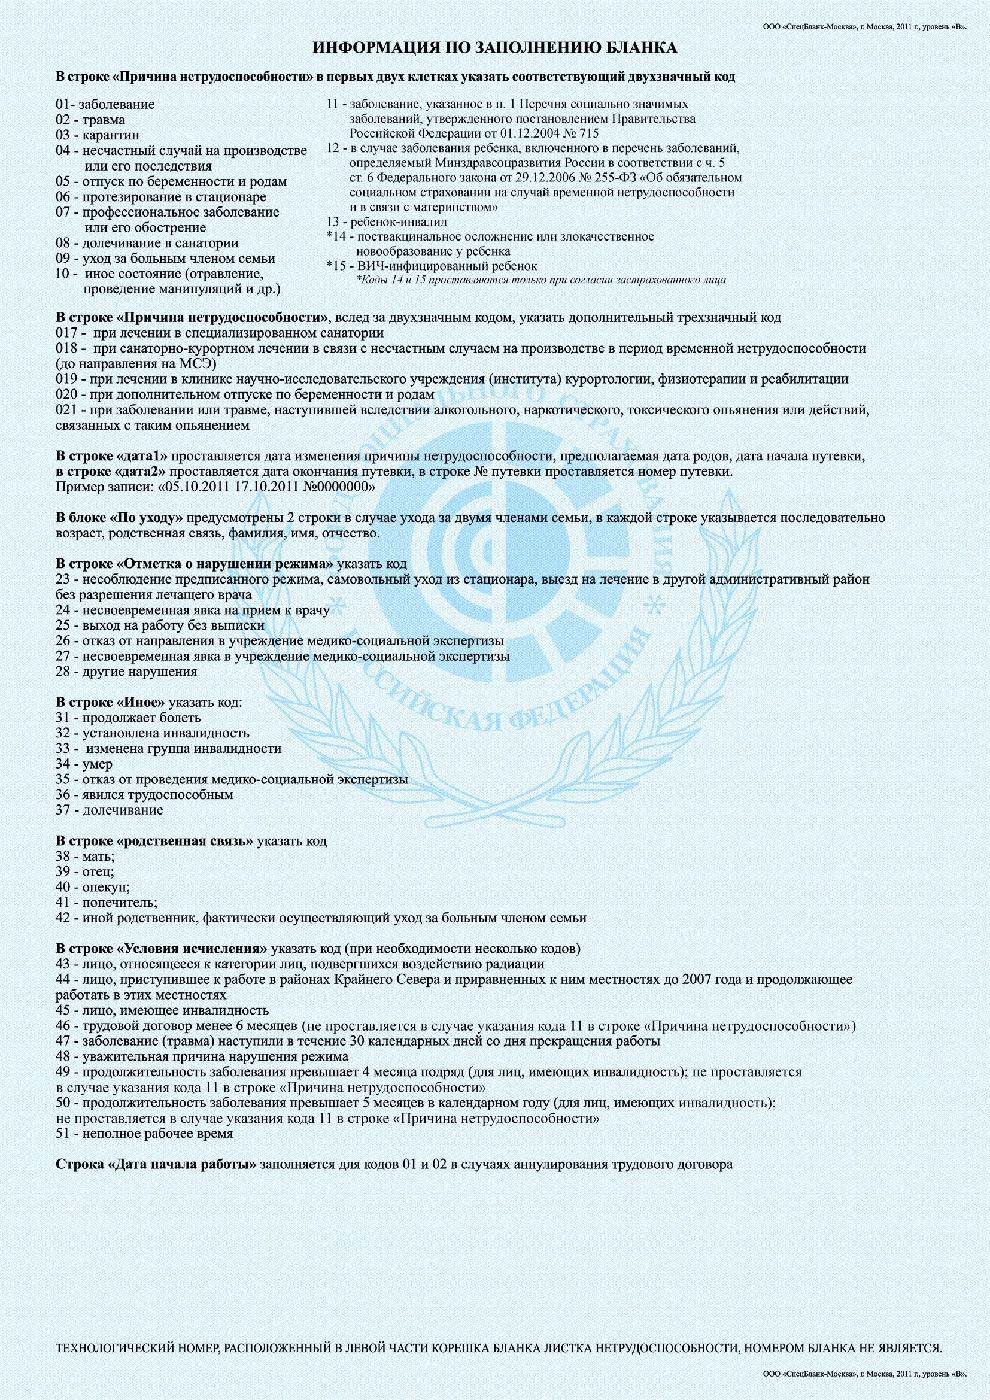 ООО «СпецБланк-Москва», г. Москва, 2011 г., уровень «В».
ИНФОРМАЦИЯ ПО ЗАПОЛНЕНИЮ БЛАНКА
В строке «Причина нетрудоспособности» в первых двух клетках указать соответствующий двухзначный код
01- заболевание
02 - травма
03 - карантин
04 - несчастный случай на производстве
или его последствия
05 - отпуск по беременности и родам
06 - протезирование в стационаре
07 - профессиональное заболевание
или его обострение
08 - долечивание в санатории
09 - уход за больным членом семьи
10 - иное состояние (отравление,
проведение манипуляций и др.)
11 - заболевание, указанное в п. 1 Перечня социально значимых
заболеваний, утвержденного постановлением Правительства
Российской Федерации от 01.12.2004 № 715
12 - в случае заболевания ребенка, включенного в перечень заболеваний,
определяемый Минздравсоцразвития России в соответствии с ч. 5
ст. 6 Федерального закона от 29.12.2006 № 255-ФЗ «Об обязательном
социальном страховании на случай временной нетрудоспособности
и в связи с материнством»
13 - ребенок-инвалид
*14 - поствакцинальное осложнение или злокачественное
новообразование у ребенка
*15 - ВИЧ-инфицированный ребенок
*Коды 14 и 15 проставляются только при согласии застрахованного лица
В строке «Причина нетрудоспособности», вслед за двухзначным кодом, указать дополнительный трехзначный код
017 - при лечении в специализированном санатории
018 - при санаторно-курортном лечении в связи с несчастным случаем на производстве в период временной нетрудоспособности
(до направления на МСЭ)
019 - при лечении в клинике научно-исследовательского учреждения (института) курортологии, физиотерапии и реабилитации
020 - при дополнительном отпуске по беременности и родам
021 - при заболевании или травме, наступившей вследствии алкогольного, наркотического, токсического опьянения или действий,
связанных с таким опьянением
В строке «дата1» проставляется дата изменения причины нетрудоспособности, предполагаемая дата родов, дата начала путевки,
в строке «дата2» проставляется дата окончания путевки, в строке № путевки проставляется номер путевки.
Пример записи: «05.10.2011 17.10.2011 №0000000»
В блоке «По уходу» предусмотрены 2 строки в случае ухода за двумя членами семьи, в каждой строке указывается последовательно
возраст, родственная связь, фамилия, имя, отчество.
В строке «Отметка о нарушении режима» указать код
23 - несоблюдение предписанного режима, самовольный уход из стационара, выезд на лечение в другой административный район
без разрешения лечащего врача
24 - несвоевременная явка на прием к врачу
25 - выход на работу без выписки
26 - отказ от направления в учреждение медико-социальной экспертизы
27 - несвоевременная явка в учреждение медико-социальной экспертизы
28 - другие нарушения
В строке «Иное» указать код:
31 - продолжает болеть
32 - установлена инвалидность
33 - изменена группа инвалидности
34 - умер
35 - отказ от проведения медико-социальной экспертизы
36 - явился трудоспособным
37 - долечивание
В строке «родственная связь» указать код
38 - мать;
39 - отец;
40 - опекун;
41 - попечитель;
42 - иной родственник, фактически осуществляющий уход за больным членом семьи
В строке «Условия исчисления» указать код (при необходимости несколько кодов)
43 - лицо, относящееся к категории лиц, подвергшихся воздействию радиации
44 - лицо, приступившее к работе в районах Крайнего Севера и приравненных к ним местностях до 2007 года и продолжающее
работать в этих местностях
45 - лицо, имеющее инвалидность
46 - трудовой договор менее 6 месяцев (не проставляется в случае указания кода 11 в строке «Причина нетрудоспособности»)
47 - заболевание (травма) наступили в течение 30 календарных дней со дня прекращения работы
48 - уважительная причина нарушения режима
49 - продолжительность заболевания превышает 4 месяца подряд (для лиц, имеющих инвалидность); не проставляется
в случае указания кода 11 в строке «Причина нетрудоспособности»
50 - продолжительность заболевания превышает 5 месяцев в календарном году (для лиц, имеющих инвалидность);
не проставляется в случае указания кода 11 в строке «Причина нетрудоспособности»
51 - неполное рабочее время
Строка «Дата начала работы» заполняется для кодов 01 и 02 в случаях аннулирования трудового договора
ТЕХНОЛОГИЧЕСКИЙ НОМЕР, РАСПОЛОЖЕННЫЙ В ЛЕВОЙ ЧАСТИ КОРЕШКА БЛАНКА ЛИСТКА НЕТРУДОСПОСОБНОСТИ, НОМЕРОМ БЛАНКА НЕ ЯВЛЯЕТСЯ.
ООО «СпецБланк-Москва», г. Москва, 2011 г., уровень «В».
ФОНД СОЦИАЛЬНОГО СТРАХОВАНИЯ
* РОССИЙСКАЯ ФЕДЕРАЦИЯ *